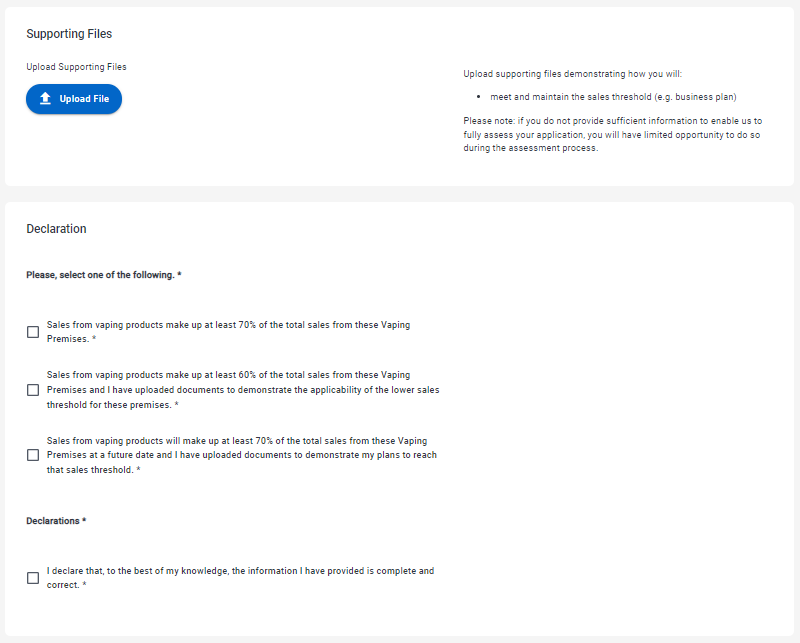 Supporting Files
Upload Supporting Files
Upload File
Upload supporting files demonstrating how you will:
• meet and maintain the sales threshold (e.g. business plan)
Please note: if you do not provide sufficient information to enable us to
fully assess your application, you will have limited opportunity to do so
during the assessment process.
Declaration
Please, select one of the following. *
Sales from vaping products make up at least 70% of the total sales from these Vaping
Premises. *
Sales from vaping products make up at least 60% of the total sales from these Vaping
Premises and I have uploaded documents to demonstrate the applicability of the lower sales
threshold for these premises. *
Sales from vaping products will make up at least 70% of the total sales from these Vaping
Premises at a future date and I have uploaded documents to demonstrate my plans to reach
that sales threshold. *
Declarations *
I declare that, to the best of my knowledge, the information I have provided is complete and
correct. *